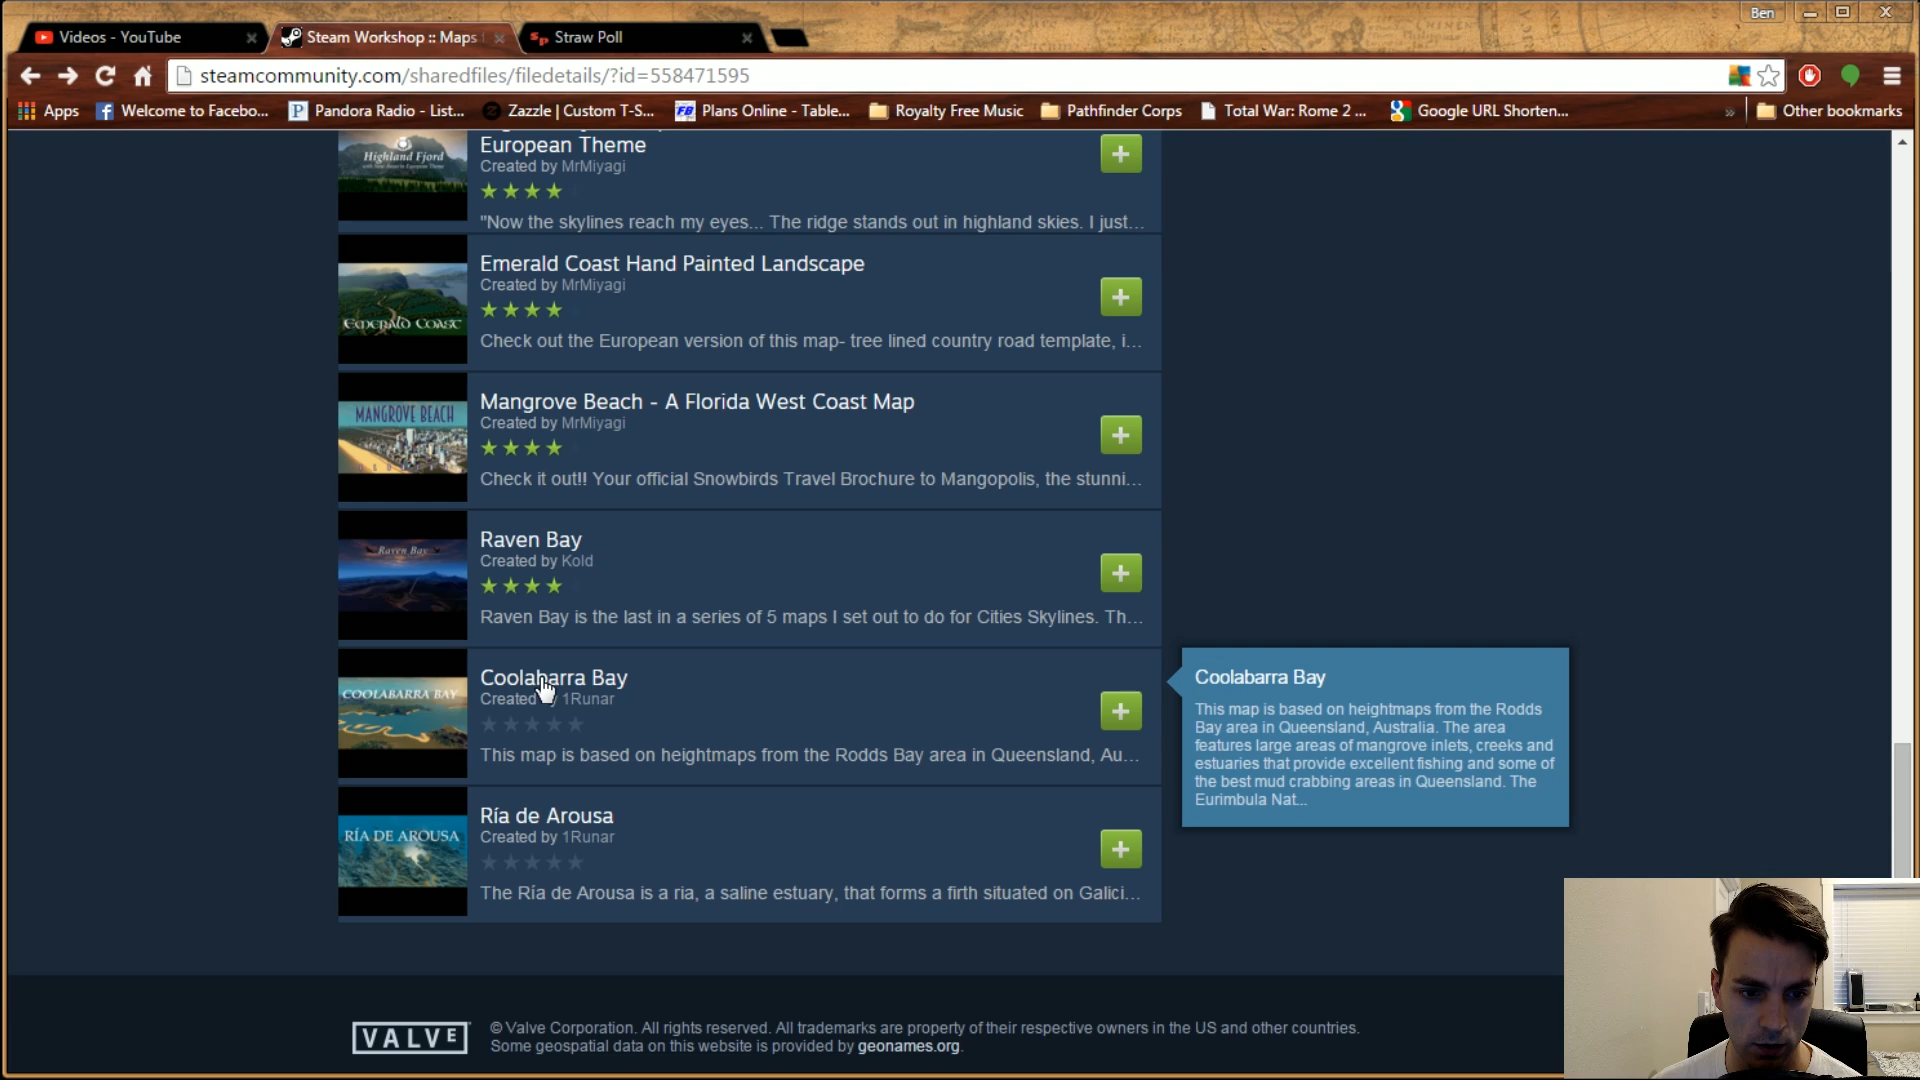 Ben
Videos - YouTube
Steam Workshop :: Maps
Straw Poll
steamcommunity.com/sharedfiles/filedetails/?id=558471595
Apps
Welcome to Facebo...
Pandora Radio - List...
Zazzle | Custom T-S...
Plans Online - Table...
Royalty Free Music
Pathfinder Corps
Total War: Rome 2 ...
Google URL Shorten...
»
Other bookmarks
Highland Fjord
European Theme
Created by MrMiyagi
"Now the skylines reach my eyes... The ridge stands out in highland skies. I just...
EMERALD COAST
Emerald Coast Hand Painted Landscape
Created by MrMiyagi
Check out the European version of this map- tree lined country road template, i...
MANGROVE BEACH
Mangrove Beach - A Florida West Coast Map
Created by MrMiyagi
Check it out!! Your official Snowbirds Travel Brochure to Mangopolis, the stunni...
Raven Bay
Raven Bay
Created by Kold
Raven Bay is the last in a series of 5 maps I set out to do for Cities Skylines. Th...
COOLABARRA BAY
Coolabarra Bay
Created by 1Runar
This map is based on heightmaps from the Rodds Bay area in Queensland, Au...
Coolabarra Bay
This map is based on heightmaps from the Rodds
Bay area in Queensland, Australia. The area
features large areas of mangrove inlets, creeks and
estuaries that provide excellent fishing and some of
the best mud crabbing areas in Queensland. The
Eurimbula Nat...
RÍA DE AROUSA
Ría de Arousa
Created by 1Runar
The Ría de Arousa is a ria, a saline estuary, that forms a firth situated on Galici...
VALVE
© Valve Corporation. All rights reserved. All trademarks are property of their respective owners in the US and other countries.
Some geospatial data on this website is provided by geonames.org.